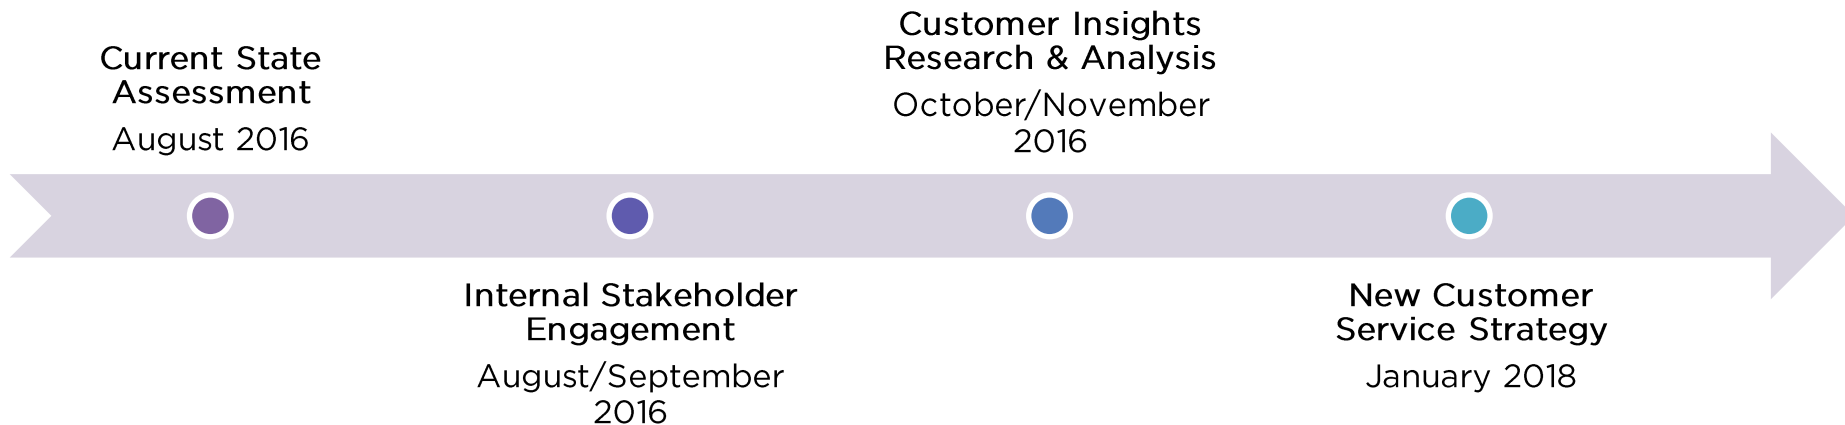 Current State
Assessment
August 2016
Internal Stakeholder
Engagement
August/September
2016
Customer Insights
Research & Analysis
October/November
2016
New Customer
Service Strategy
January 2018